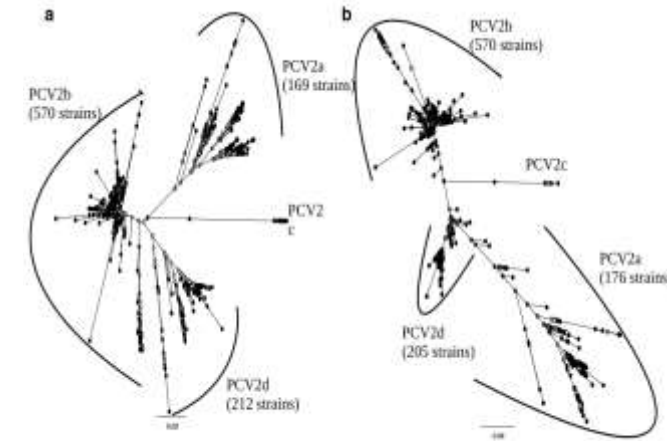 a
PCV2a
(169 strains)
PCV2b
(570 strains)
PCV2
c
PCV2d
(212 strains)
b
PCV2b
(570 strains)
PCV2c
PCV2a
(176 strains
PCV2d
(205 strains)